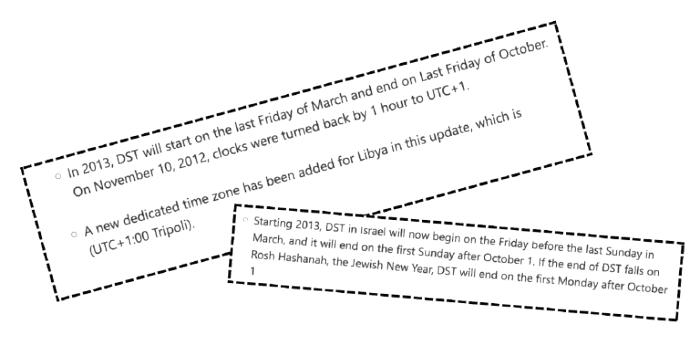 ○ In 2013, DST will start on the last Friday of March and end on Last Friday of October.
On November 10, 2012, clocks were turned back by 1 hour to UTC+1.
○ A new dedicated time zone has been added for Libya in this update, which is
(UTC+1:00 Tripoli).
○ Starting 2013, DST in Israel will now begin on the Friday before the last Sunday in
March, and it will end on the first Sunday after October 1. If the end of DST falls on
Rosh Hashanah, the Jewish New Year, DST will end on the first Monday after October
1